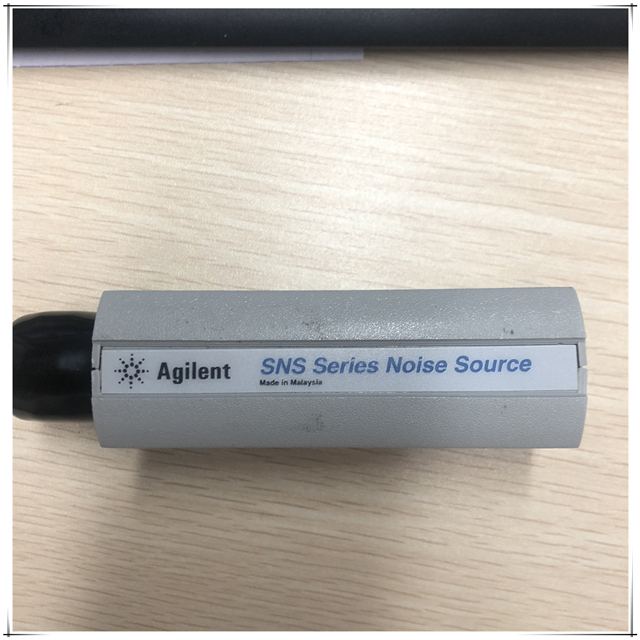 Agilent SNS Series Noise Source
Made in Malaysia